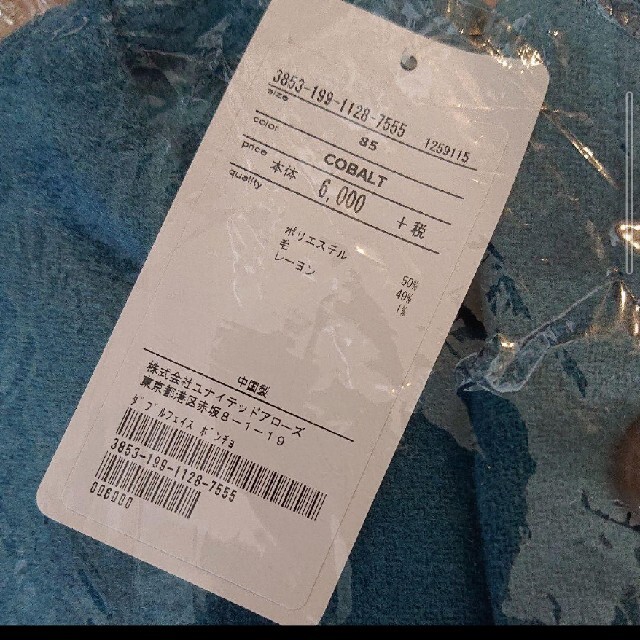 3853-199-1128-7555 1259115
size 85
color COBALT
price 本体 6,000 +税
quality
ポリエステル 50%
毛 49%
レーヨン 1%
中国製
株式会社ユナイテッドアローズ
東京都港区赤坂8-1-19
ダブルフェイス ポンチョ
3853-199-1128-7555
006000